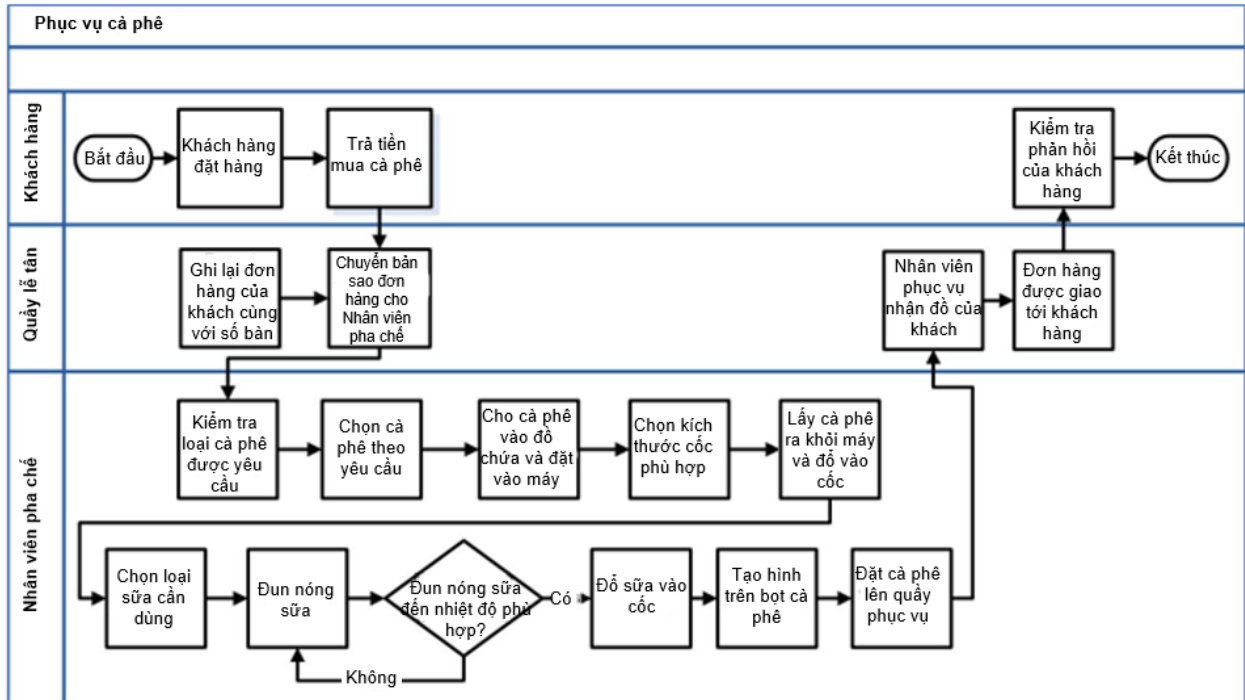 Phục vụ cà phê
Khách hàng
Bắt đầu
Khách hàng
đặt hàng
Trả tiền
mua cà phê
Kiểm tra
phản hồi
của khách
hàng
Kết thúc
Quầy lễ tân
Ghi lại đơn
hàng của
khách cùng
với số bàn
Chuyển bản
sao đơn
hàng cho
Nhân viên
pha chế
Nhân viên
phục vụ
nhận đồ của
khách
Đơn hàng
được giao
tới khách
hàng
Nhân viên pha chế
Kiểm tra
loại cà phê
được yêu
cầu
Chọn cà
phê theo
yêu cầu
Cho cà phê
vào đồ
chứa và đặt
vào máy
Chọn kích
thước cốc
phù hợp
Lấy cà phê
ra khỏi máy
và đổ vào
cốc
Chọn loại
sữa cần
dùng
Đun nóng
sữa
Đun nóng sữa
đến nhiệt độ phù
hợp?
Có
Không
Đổ sữa vào
cốc
Tạo hình
trên bọt cà
phê
Đặt cà phê
lên quầy
phục vụ